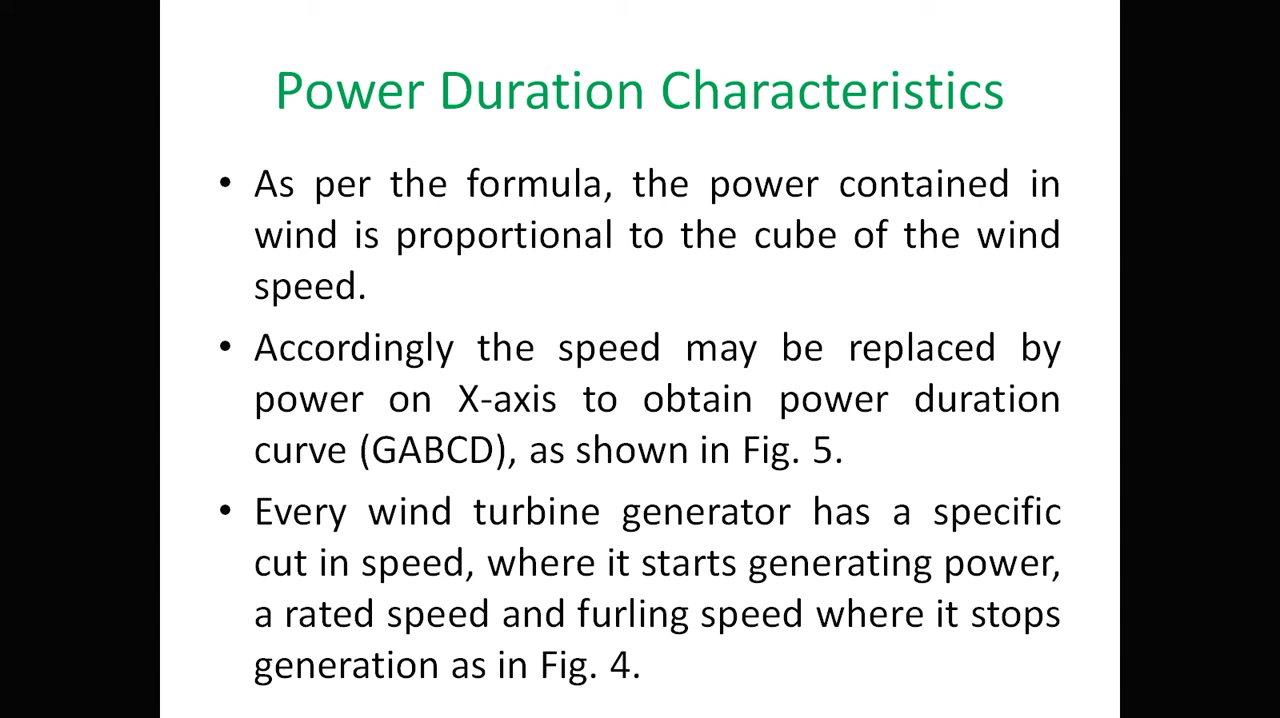 Power Duration Characteristics
• As per the formula, the power contained in
wind is proportional to the cube of the wind
speed.
• Accordingly the speed may be replaced by
power on X-axis to obtain power duration
curve (GABCD), as shown in Fig. 5.
• Every wind turbine generator has a specific
cut in speed, where it starts generating power,
a rated speed and furling speed where it stops
generation as in Fig. 4.